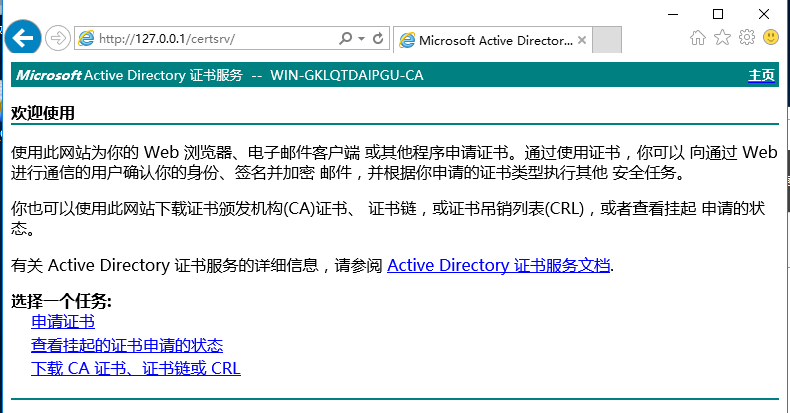 http://127.0.0.1/certsrv/
Microsoft Active Director...
Microsoft Active Directory 证书服务 -- WIN-GKLQTDAIPGU-CA 主页
欢迎使用
使用此网站为你的 Web 浏览器、电子邮件客户端 或其他程序申请证书。通过使用证书，你可以 向通过 Web
进行通信的用户确认你的身份、签名并加密 邮件，并根据你申请的证书类型执行其他 安全任务。
你也可以使用此网站下载证书颁发机构(CA)证书、 证书链，或证书吊销列表(CRL)，或者查看挂起 申请的状
态。
有关 Active Directory 证书服务的详细信息，请参阅 Active Directory 证书服务文档.
选择一个任务:
申请证书
查看挂起的证书申请的状态
下载 CA 证书、证书链或 CRL